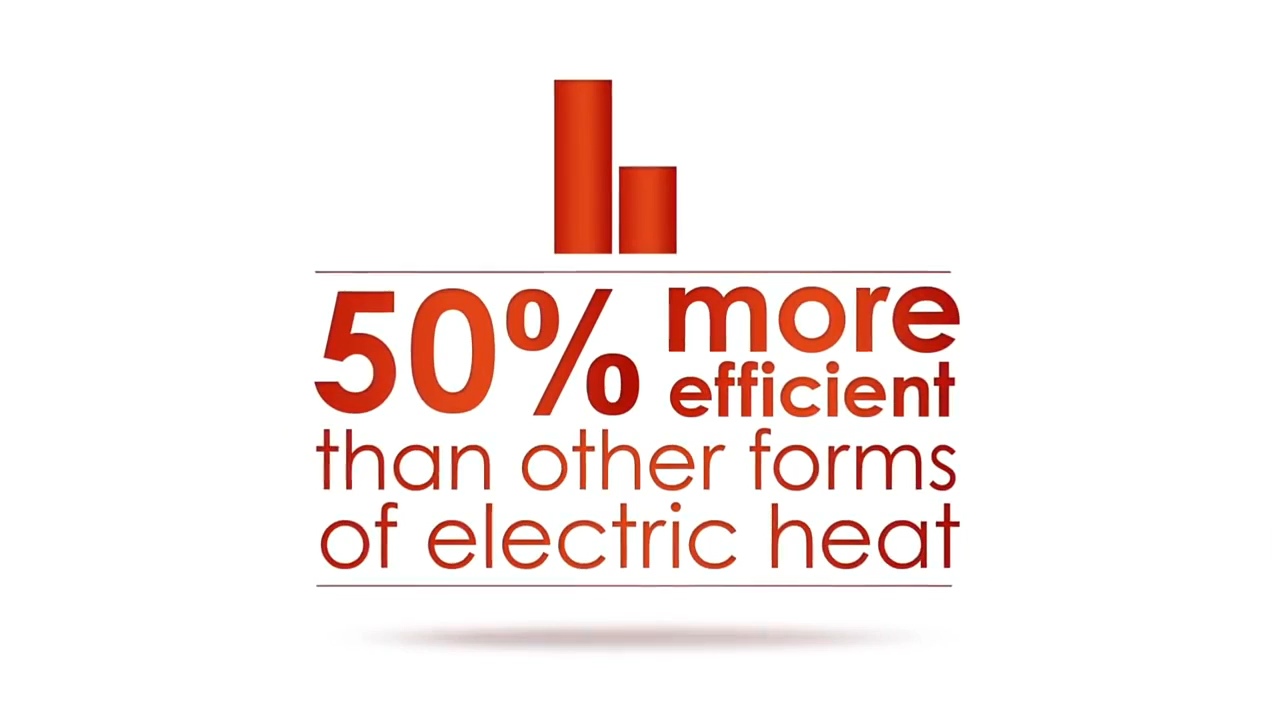 50% more
efficient
than other forms
of electric heat